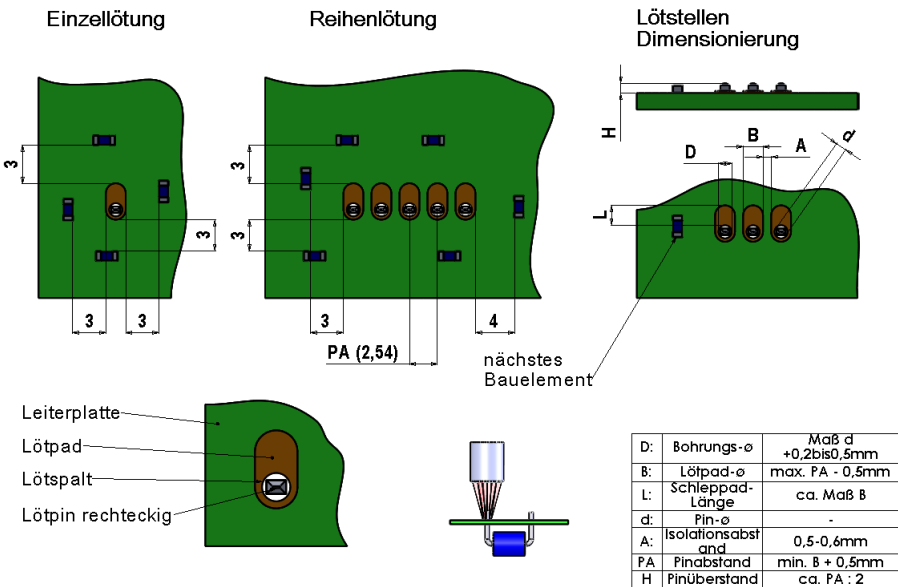 Einzellötung
Reihenlötung
Lötstellen
Dimensionierung
H
B
A
d
D
L
3
3
3
3
3
3
3
4
PA (2,54)
nächstes
Bauelement
Leiterplatte
Lötpad
Lötspalt
Lötpin rechteckig
D: Bohrungs-ø Maß d +0,2bis0,5mm
B: Lötpad-ø max. PA - 0,5mm
L: Schleppad-Länge ca. Maß B
d: Pin-ø -
A: Isolationsabstand 0,5-0,6mm
PA Pinabstand min. B + 0,5mm
H Pinüberstand ca. PA : 2